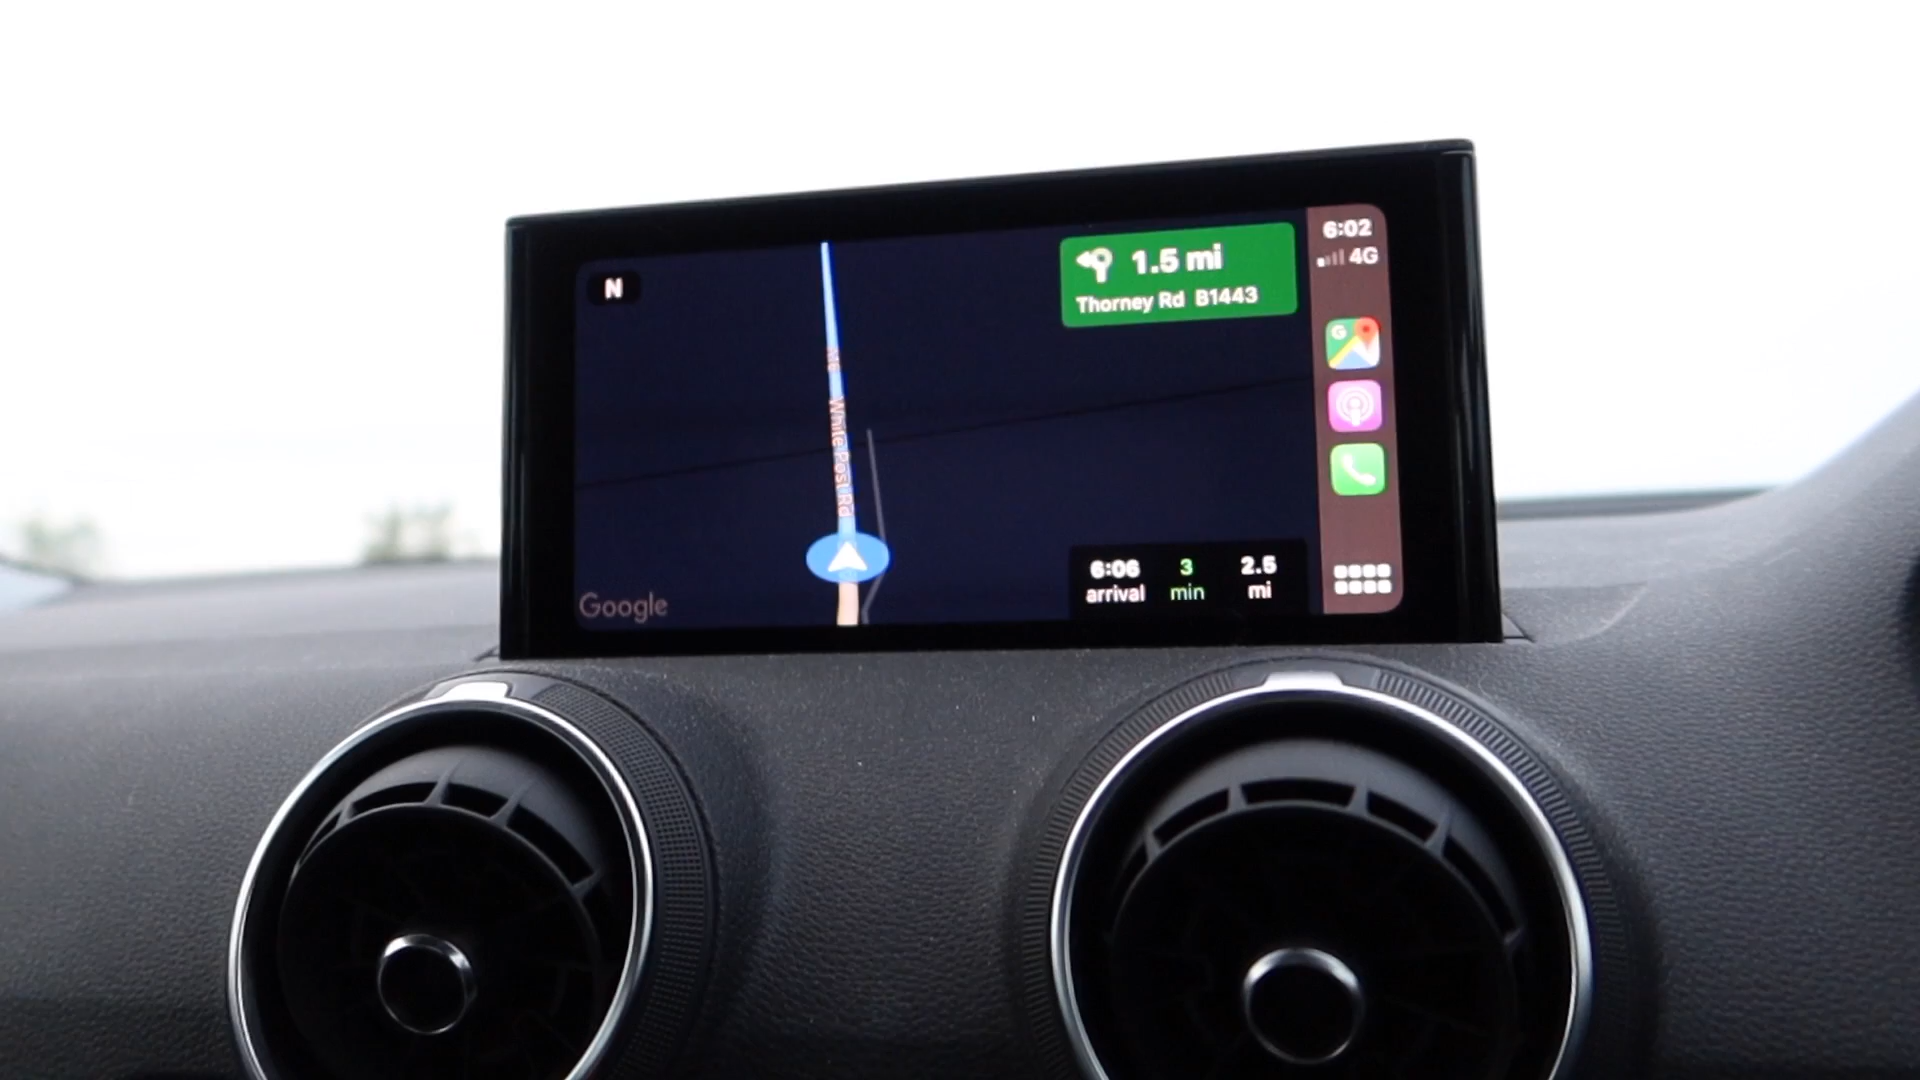 N
1.5 mi
Thorney Rd B1443
6:02
4G
G
White Post Rd
6:06 3 2.5
arrival min mi
Google